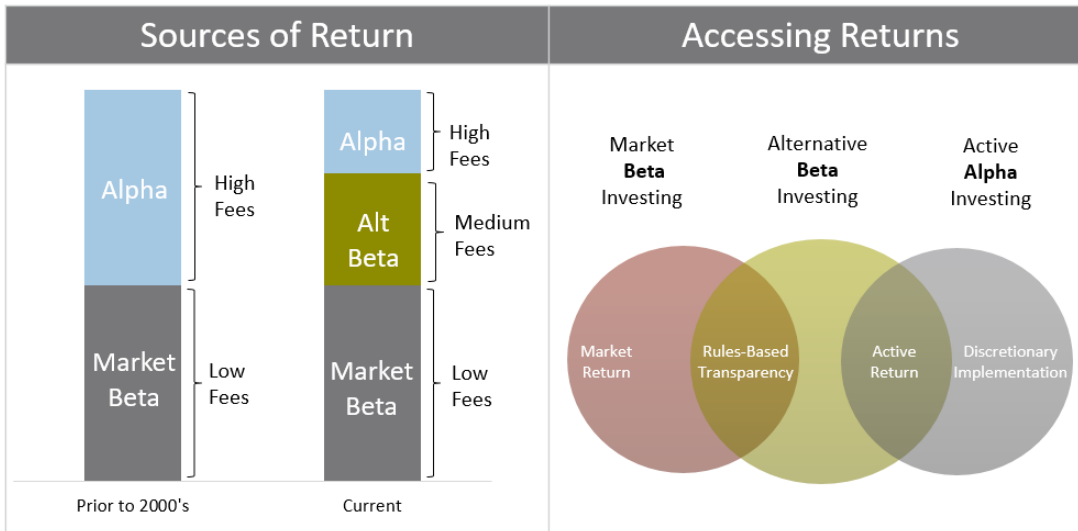 Sources of Return
Alpha
High
Fees
Market
Beta
Low
Fees
Prior to 2000's
Alpha
High
Fees
Alt
Beta
Medium
Fees
Market
Beta
Low
Fees
Current
Accessing Returns
Market
Beta
Investing
Alternative
Beta
Investing
Active
Alpha
Investing
Market
Return
Rules-Based
Transparency
Active
Return
Discretionary
Implementation